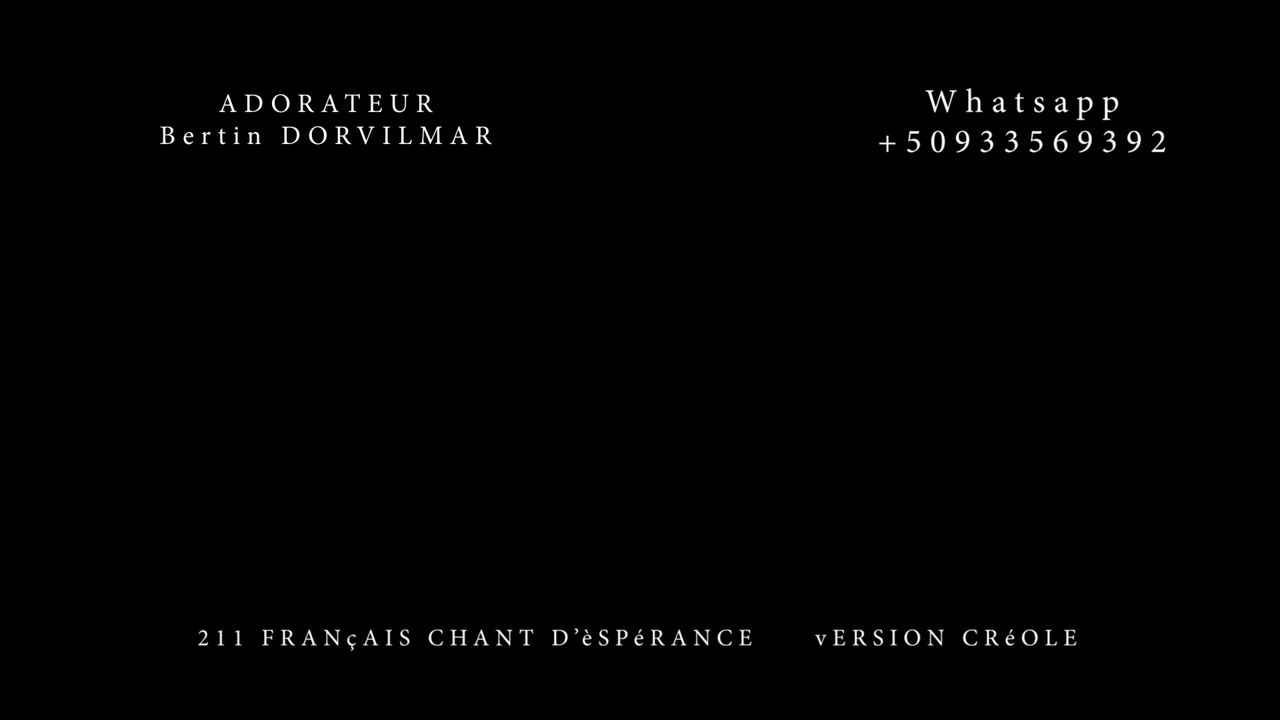 ADORATEUR
Bertin DORVILMAR
Whatsapp
+50933569392
211 FRANçAIS CHANT D’èSPéRANCE vERSION CRéOLE